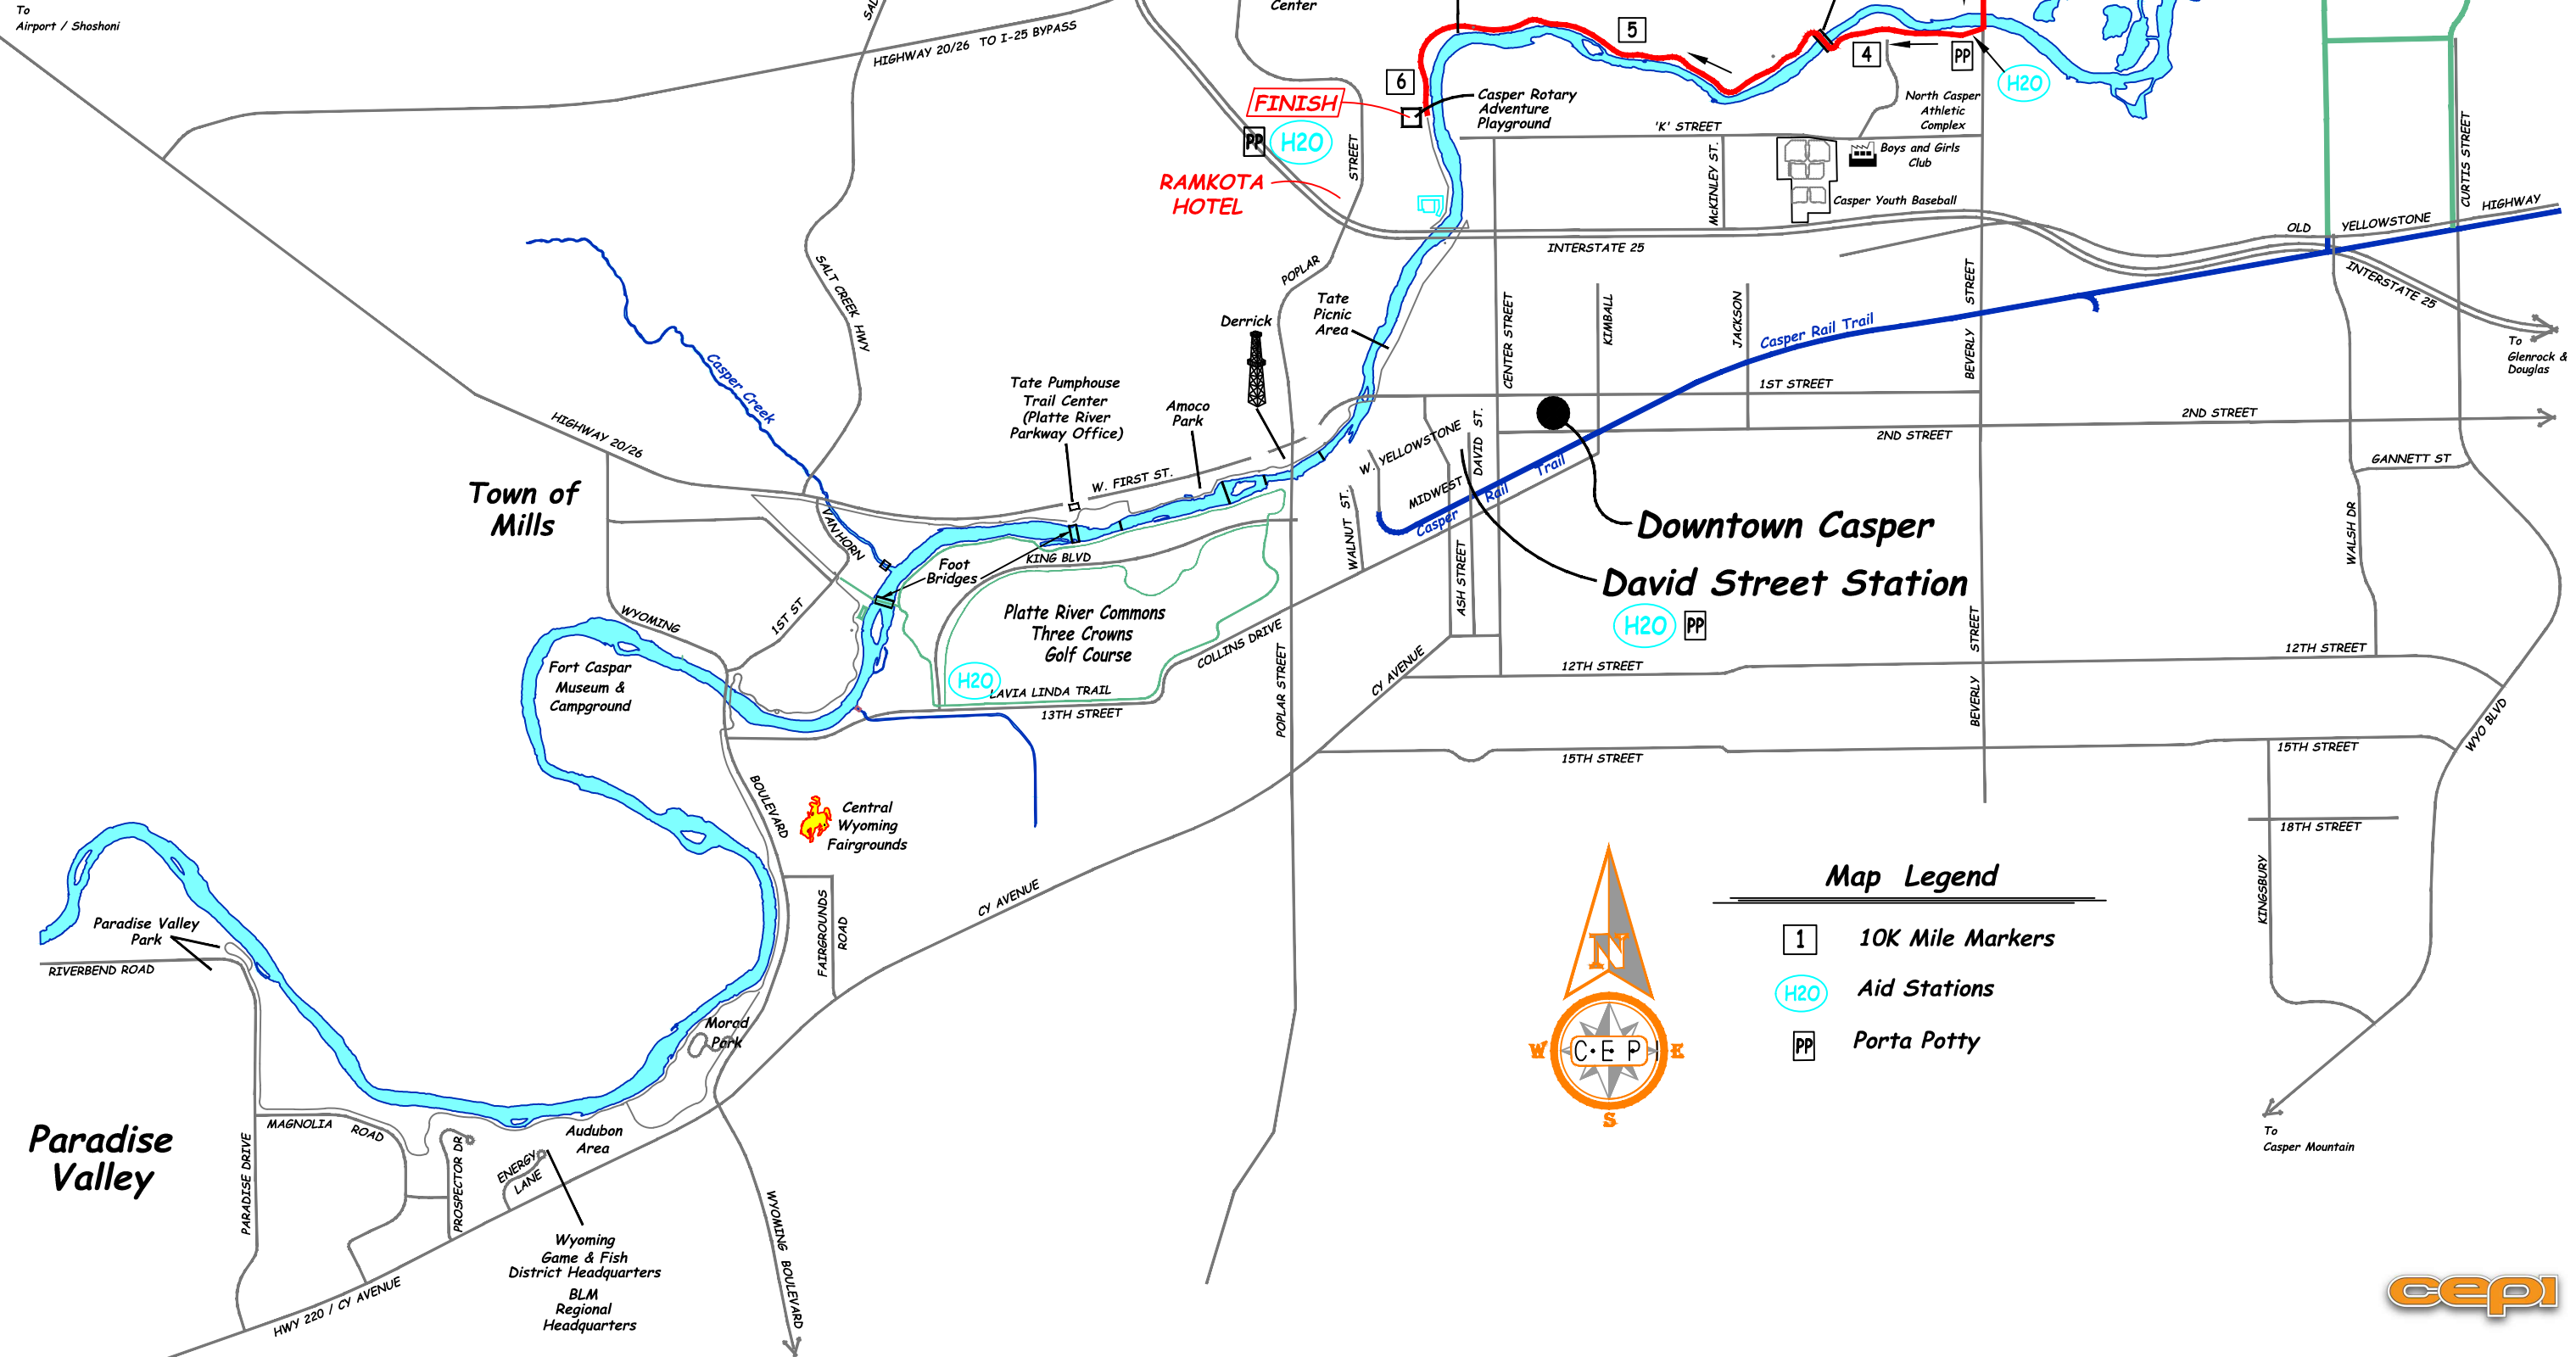 To
Airport / Shoshoni
HIGHWAY 20/26 TO I-25 BYPASS
Center
5
4
PP
H2O
6
FINISH
PP
H2O
Casper Rotary
Adventure
Playground
North Casper
Athletic
Complex
'K' STREET
STREET
McKINLEY ST.
Boys and Girls
Club
CURTIS STREET
RAMKOTA
HOTEL
Casper Youth Baseball
OLD YELLOWSTONE HIGHWAY
INTERSTATE 25
INTERSTATE 25
SALT CREEK HWY
POPLAR
Tate
Picnic
Area
Derrick
CENTER STREET
KIMBALL
JACKSON
Casper Rail Trail
BEVERLY STREET
To
Glenrock &
Douglas
Casper Creek
Tate Pumphouse
Trail Center
(Platte River
Parkway Office)
Amoco
Park
1ST STREET
2ND STREET
2ND STREET
HIGHWAY 20/26
W. YELLOWSTONE
DAVID ST.
GANNETT ST
Town of
Mills
W. FIRST ST.
MIDWEST
Casper Rail Trail
WALNUT ST.
VANHORN
KING BLVD
Foot
Bridges
Downtown Casper
David Street Station
H2O
PP
ASH STREET
WALSH DR
WYOMING
1ST ST
Platte River Commons
Three Crowns
Golf Course
COLLINS DRIVE
Fort Caspar
Museum &
Campground
H2O
LAVIA LINDA TRAIL
13TH STREET
POPLAR STREET
CY AVENUE
12TH STREET
12TH STREET
BEVERLY STREET
15TH STREET
15TH STREET
WYO BLVD
BOULEVARD
Central
Wyoming
Fairgrounds
18TH STREET
KINGSBURY
CY AVENUE
FAIRGROUNDS
ROAD
Map Legend
1
10K Mile Markers
H2O
Aid Stations
PP
Porta Potty
N
W
C·E·P·I
E
S
Paradise Valley
Park
RIVERBEND ROAD
Morad
Park
Paradise
Valley
MAGNOLIA ROAD
PARADISE DRIVE
PROSPECTOR DR.
ENERGY
LANE
Audubon
Area
To
Casper Mountain
WYOMING BOULEVARD
Wyoming
Game & Fish
District Headquarters
BLM
Regional
Headquarters
HWY 220 / CY AVENUE
cepi